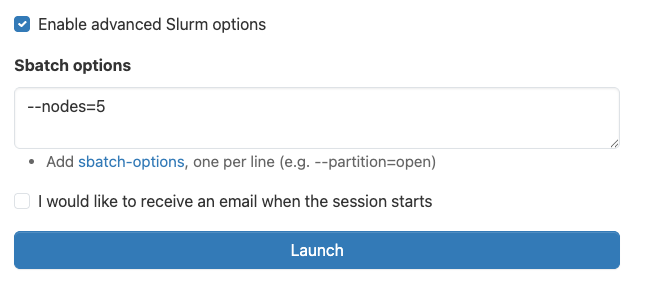 Enable advanced Slurm options
Sbatch options
--nodes=5
• Add sbatch-options, one per line (e.g. --partition=open)
I would like to receive an email when the session starts
Launch